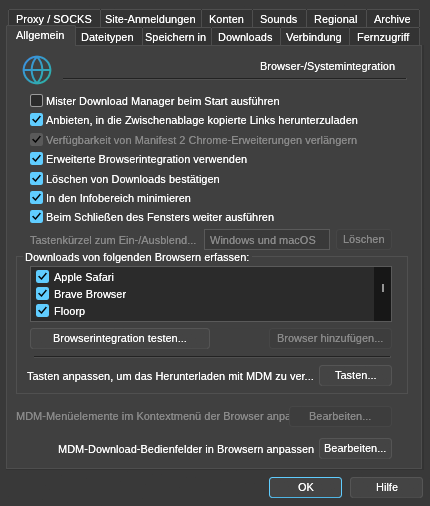 Proxy / SOCKS Site-Anmeldungen Konten Sounds Regional Archive
Allgemein Dateitypen Speichern in Downloads Verbindung Fernzugriff
Browser-/Systemintegration
Mister Download Manager beim Start ausführen
Anbieten, in die Zwischenablage kopierte Links herunterzuladen
Verfügbarkeit von Manifest 2 Chrome-Erweiterungen verlängern
Erweiterte Browserintegration verwenden
Löschen von Downloads bestätigen
In den Infobereich minimieren
Beim Schließen des Fensters weiter ausführen
Tastenkürzel zum Ein-/Ausblend... Windows und macOS Löschen
Downloads von folgenden Browsern erfassen:
Apple Safari
Brave Browser
Floorp
Browserintegration testen... Browser hinzufügen...
Tasten anpassen, um das Herunterladen mit MDM zu ver... Tasten...
MDM-Menüelemente im Kontextmenü der Browser anpa Bearbeiten...
MDM-Download-Bedienfelder in Browsern anpassen Bearbeiten...
OK Hilfe